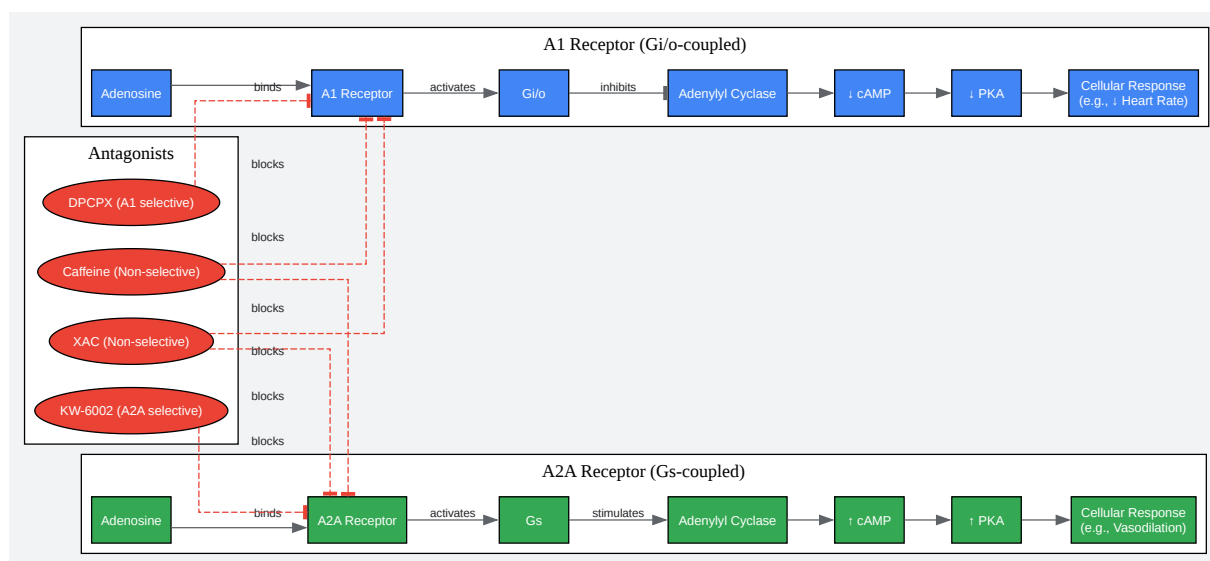 A1 Receptor (Gi/o-coupled)
Adenosine
binds
A1 Receptor
activates
Gi/o
inhibits
Adenylyl Cyclase
↓ cAMP
↓ PKA
Cellular Response
(e.g., ↓ Heart Rate)
Antagonists
blocks
DPCPX (A1 selective)
blocks
Caffeine (Non-selective)
blocks
XAC (Non-selective)
blocks
blocks
KW-6002 (A2A selective)
blocks
A2A Receptor (Gs-coupled)
Adenosine
binds
A2A Receptor
activates
Gs
stimulates
Adenylyl Cyclase
↑ cAMP
↑ PKA
Cellular Response
(e.g., Vasodilation)